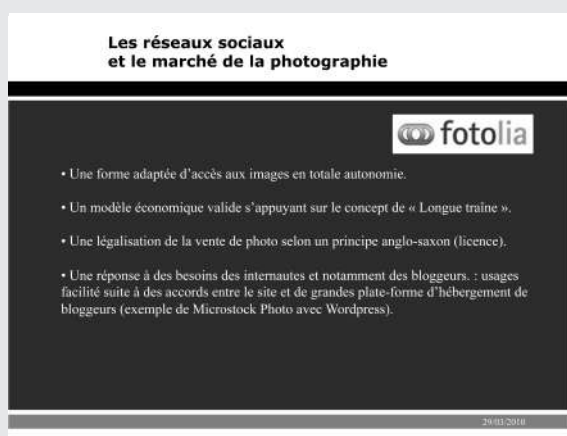 Les réseaux sociaux
et le marché de la photographie
fotolia
• Une forme adaptée d’accès aux images en totale autonomie.
• Un modèle économique valide s’appuyant sur le concept de « Longue traîne ».
• Une légalisation de la vente de photo selon un principe anglo-saxon (licence).
• Une réponse à des besoins des internautes et notamment des bloggeurs. : usages
facilité suite à des accords entre le site et de grandes plate-forme d’hébergement de
bloggeurs (exemple de Microstock Photo avec Wordpress).
29/03/2010